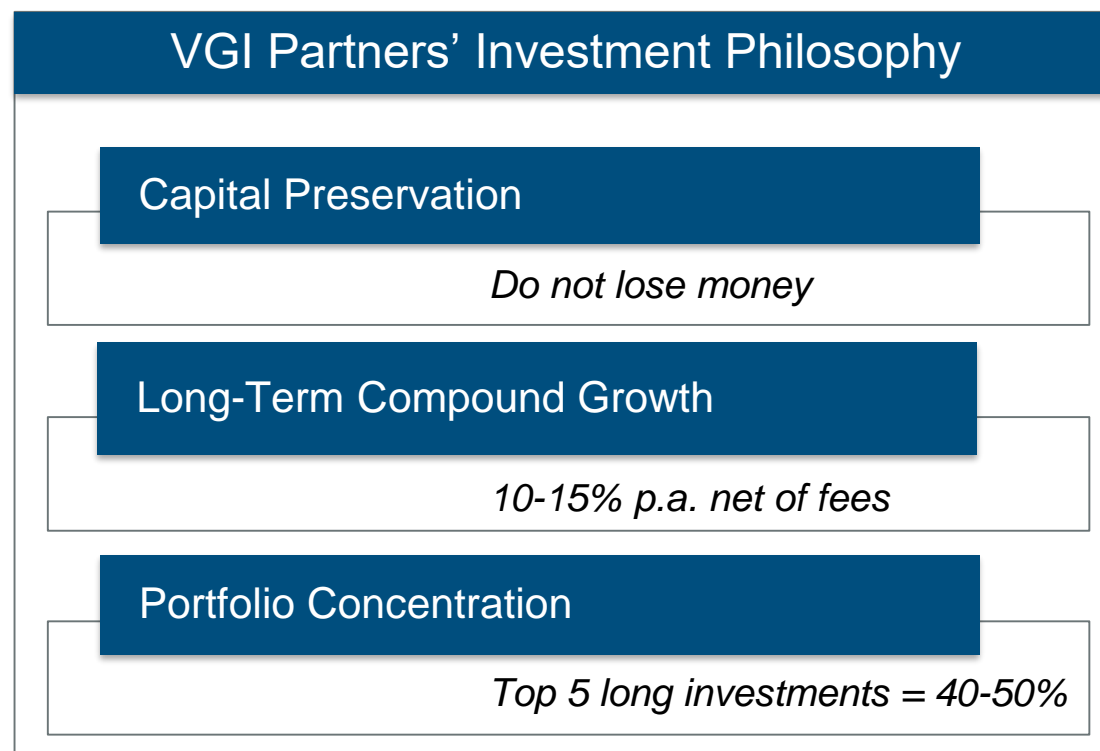 VGI Partners’ Investment Philosophy
Capital Preservation
Do not lose money
Long-Term Compound Growth
10-15% p.a. net of fees
Portfolio Concentration
Top 5 long investments = 40-50%